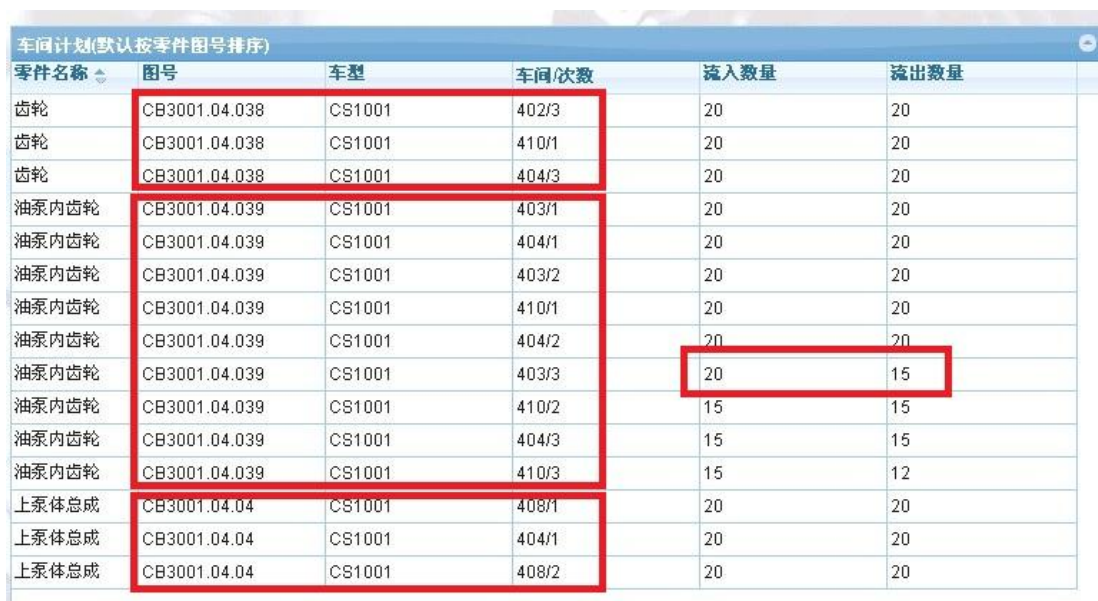 车间计划(默认按零件图号排序)
零件名称 图号 车型 车间/次数 流入数量 流出数量
齿轮 CB3001.04.038 CS1001 402/3 20 20
齿轮 CB3001.04.038 CS1001 410/1 20 20
齿轮 CB3001.04.038 CS1001 404/3 20 20
油泵内齿轮 CB3001.04.039 CS1001 403/1 20 20
油泵内齿轮 CB3001.04.039 CS1001 404/1 20 20
油泵内齿轮 CB3001.04.039 CS1001 403/2 20 20
油泵内齿轮 CB3001.04.039 CS1001 410/1 20 20
油泵内齿轮 CB3001.04.039 CS1001 404/2 20 20
油泵内齿轮 CB3001.04.039 CS1001 403/3 20 15
油泵内齿轮 CB3001.04.039 CS1001 410/2 15 15
油泵内齿轮 CB3001.04.039 CS1001 404/3 15 15
油泵内齿轮 CB3001.04.039 CS1001 410/3 15 12
上泵体总成 CB3001.04.04 CS1001 408/1 20 20
上泵体总成 CB3001.04.04 CS1001 404/1 20 20
上泵体总成 CB3001.04.04 CS1001 408/2 20 20